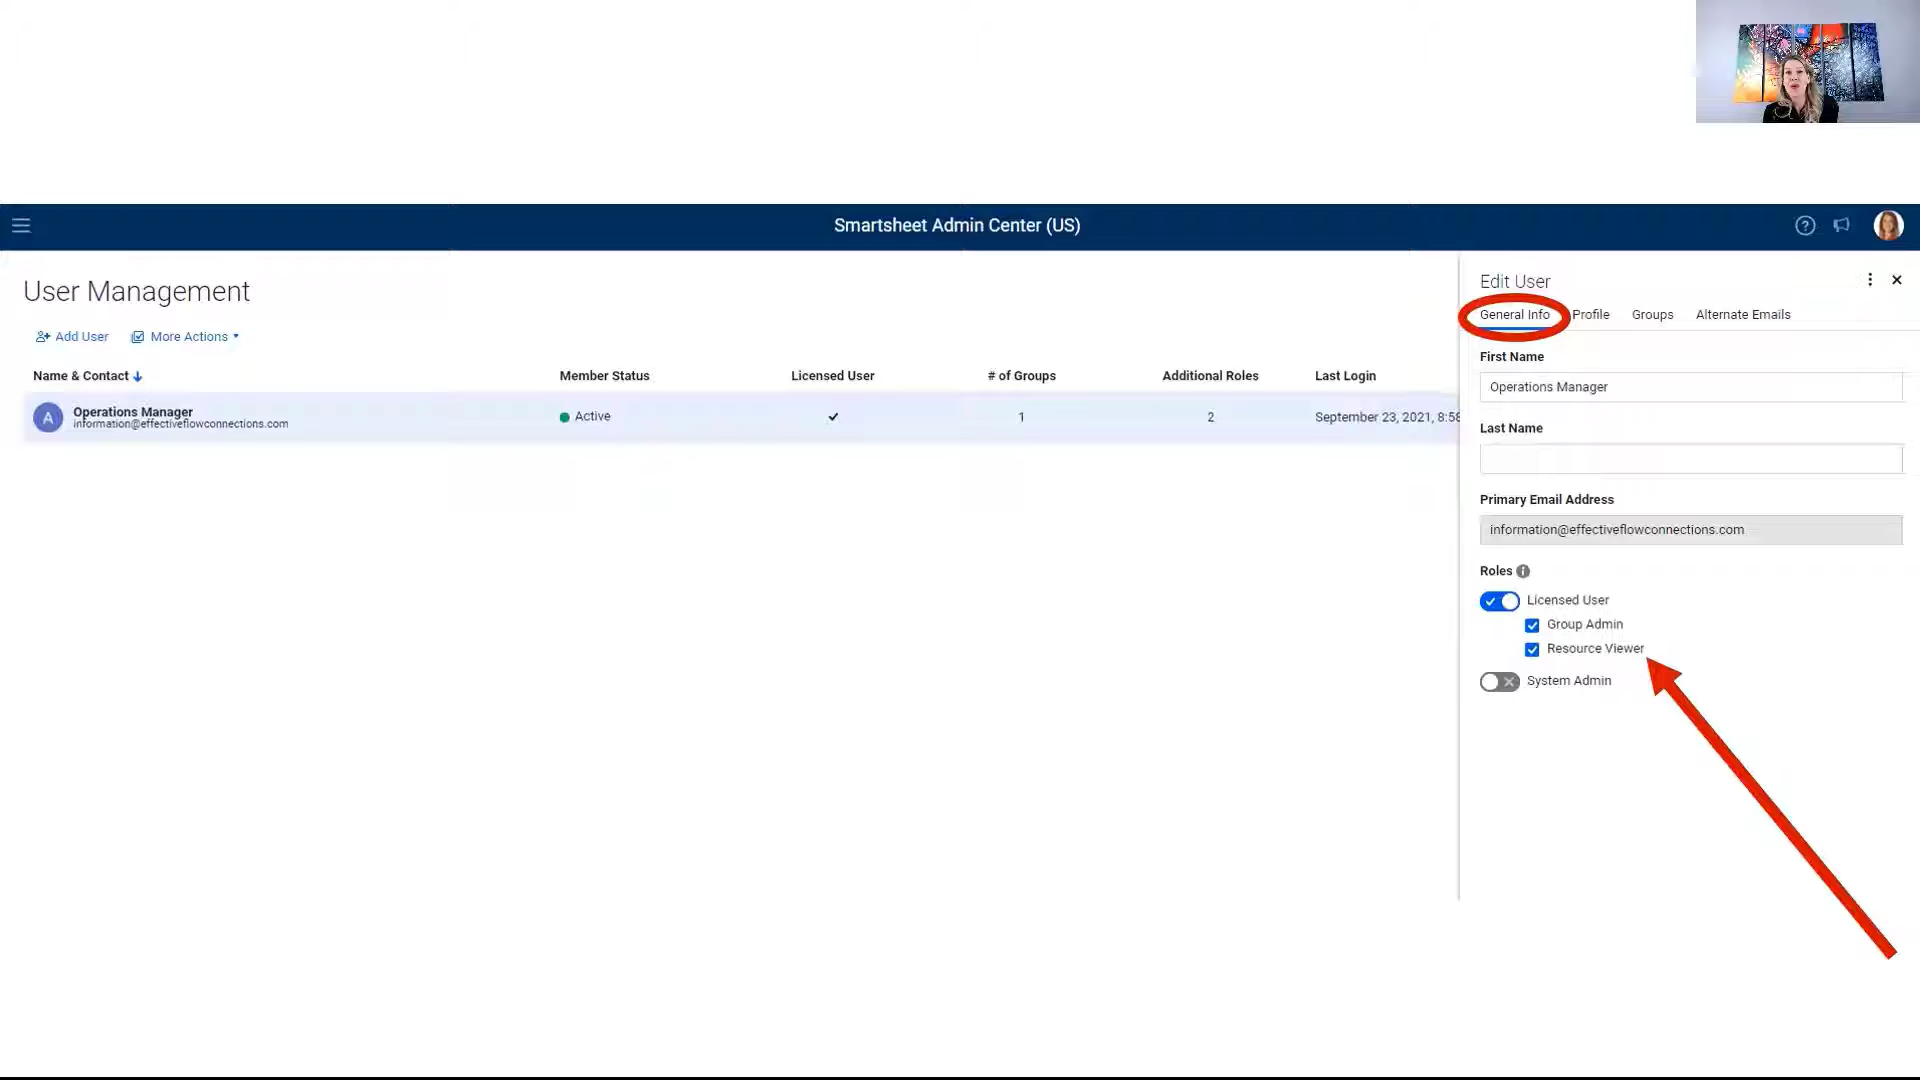 Smartsheet Admin Center (US)
User Management
Add User More Actions
Name & Contact Member Status Licensed User # of Groups Additional Roles Last Login
A Operations Manager
information@effectiveflowconnections.com
Active 1 2 September 23, 2021, 8:58
Edit User
General Info Profile Groups Alternate Emails
First Name
Operations Manager
Last Name
Primary Email Address
information@effectiveflowconnections.com
Roles
Licensed User
Group Admin
Resource Viewer
System Admin